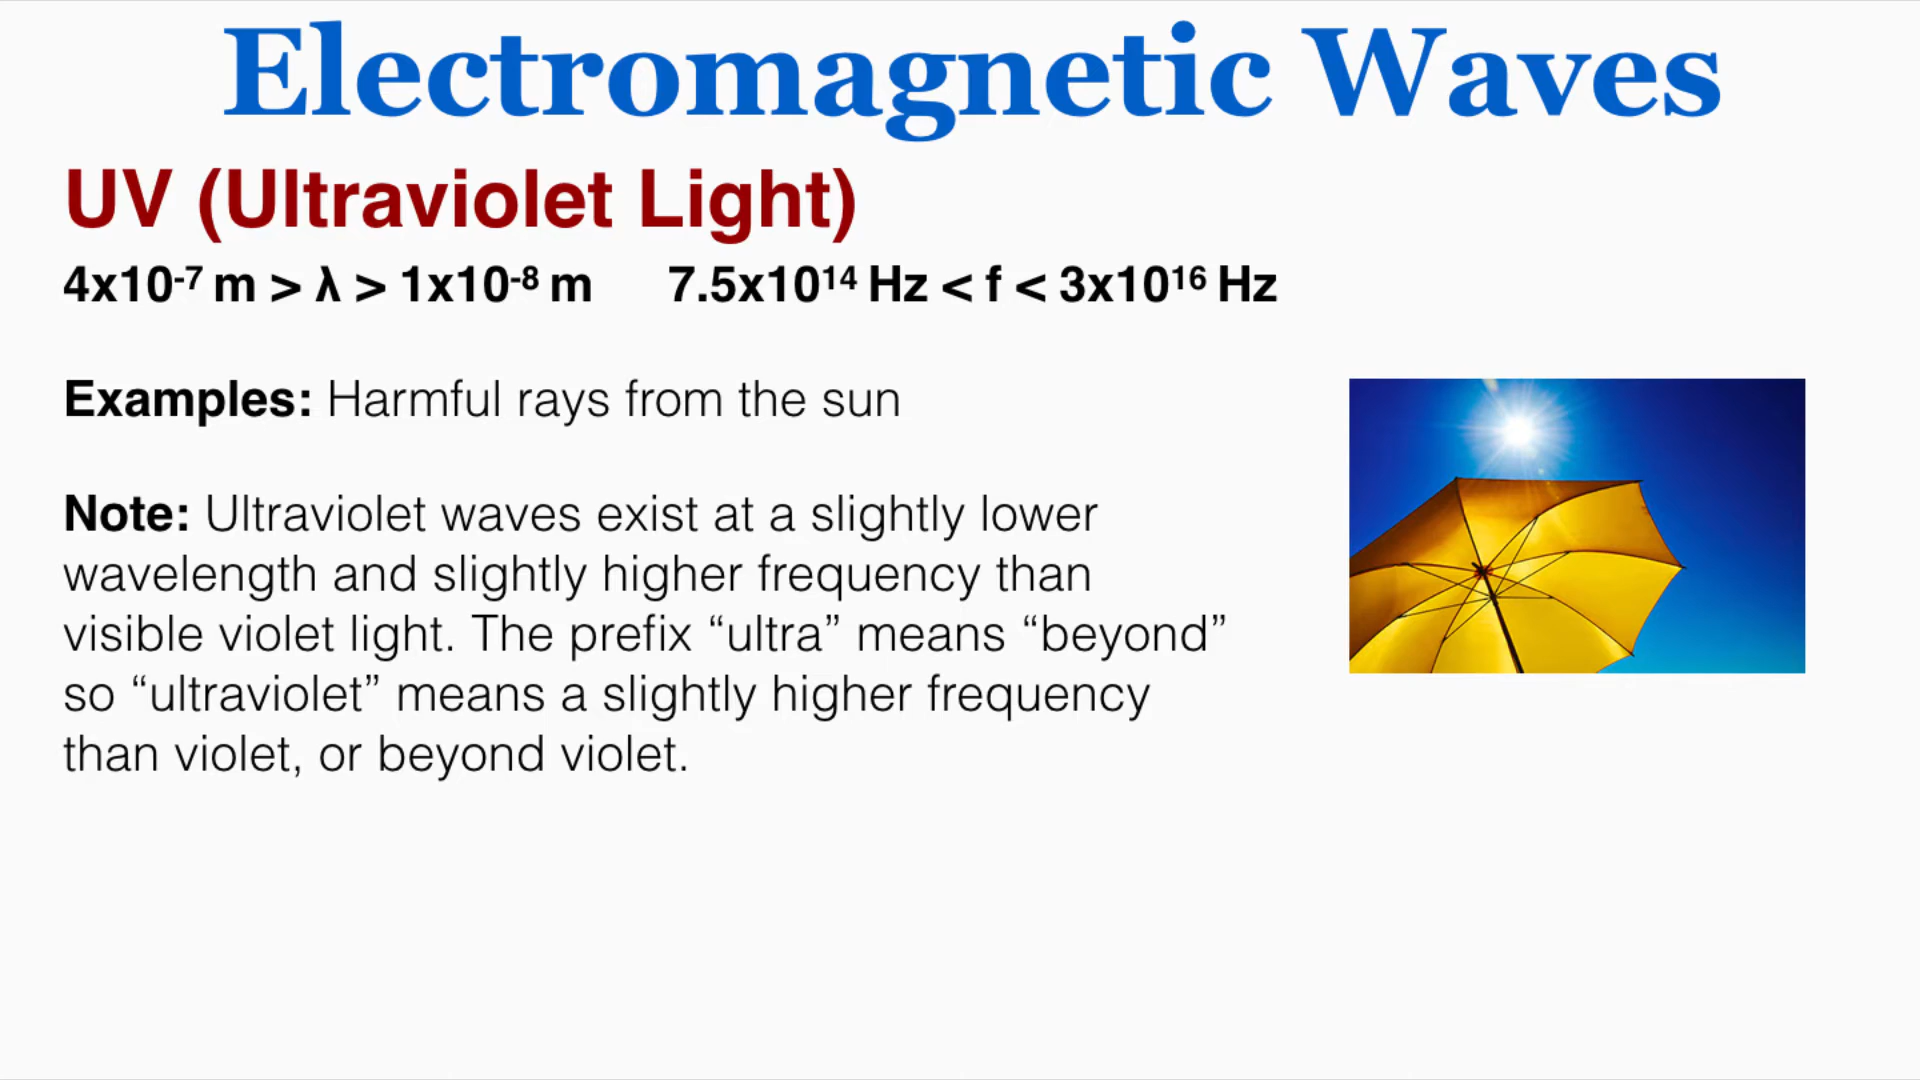 Electromagnetic Waves
UV (Ultraviolet Light)
4x10⁻⁷ m > λ > 1x10⁻⁸ m 7.5x10¹⁴ Hz < f < 3x10¹⁶ Hz
Examples: Harmful rays from the sun
Note: Ultraviolet waves exist at a slightly lower
wavelength and slightly higher frequency than
visible violet light. The prefix “ultra” means “beyond”
so “ultraviolet” means a slightly higher frequency
than violet, or beyond violet.